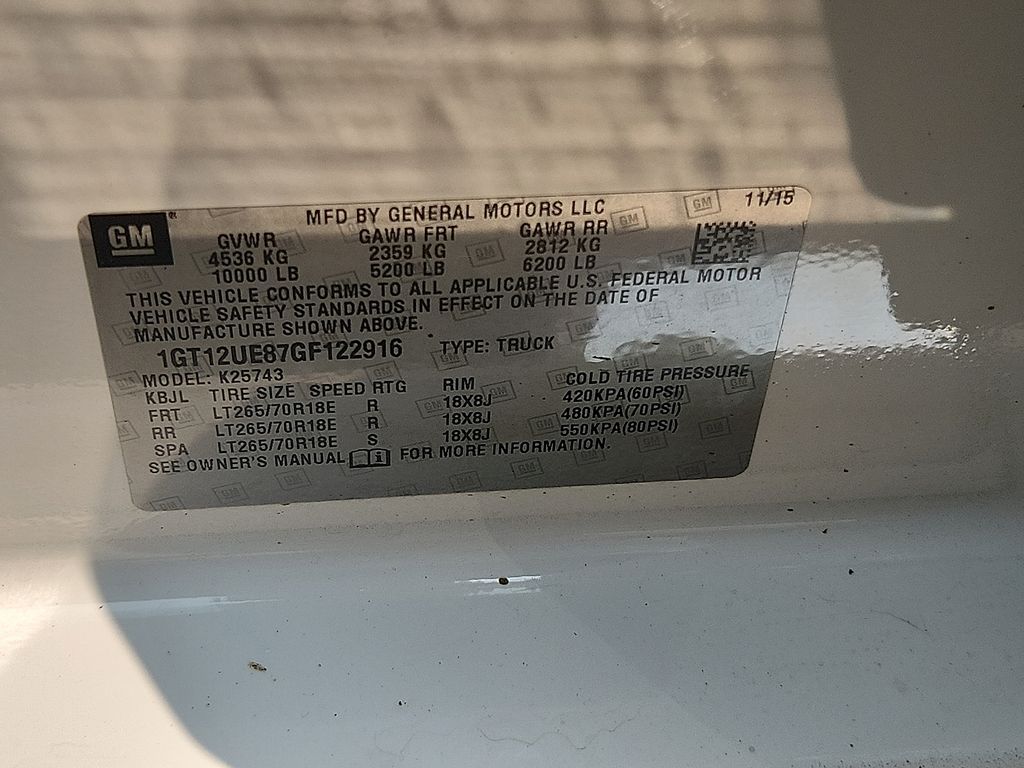 GM
MFD BY GENERAL MOTORS LLC 11/15
GVWR GAWR FRT GAWR RR
4536 KG 2359 KG 2812 KG
10000 LB 5200 LB 6200 LB
THIS VEHICLE CONFORMS TO ALL APPLICABLE U.S. FEDERAL MOTOR
VEHICLE SAFETY STANDARDS IN EFFECT ON THE DATE OF
MANUFACTURE SHOWN ABOVE.
1GT12UE87GF122916 TYPE: TRUCK
MODEL: K25743
KBJL TIRE SIZE SPEED RTG RIM COLD TIRE PRESSURE
FRT LT265/70R18E R 18X8J 420KPA(60PSI)
RR LT265/70R18E R 18X8J 480KPA(70PSI)
SPA LT265/70R18E S 18X8J 550KPA(80PSI)
SEE OWNER'S MANUAL FOR MORE INFORMATION.